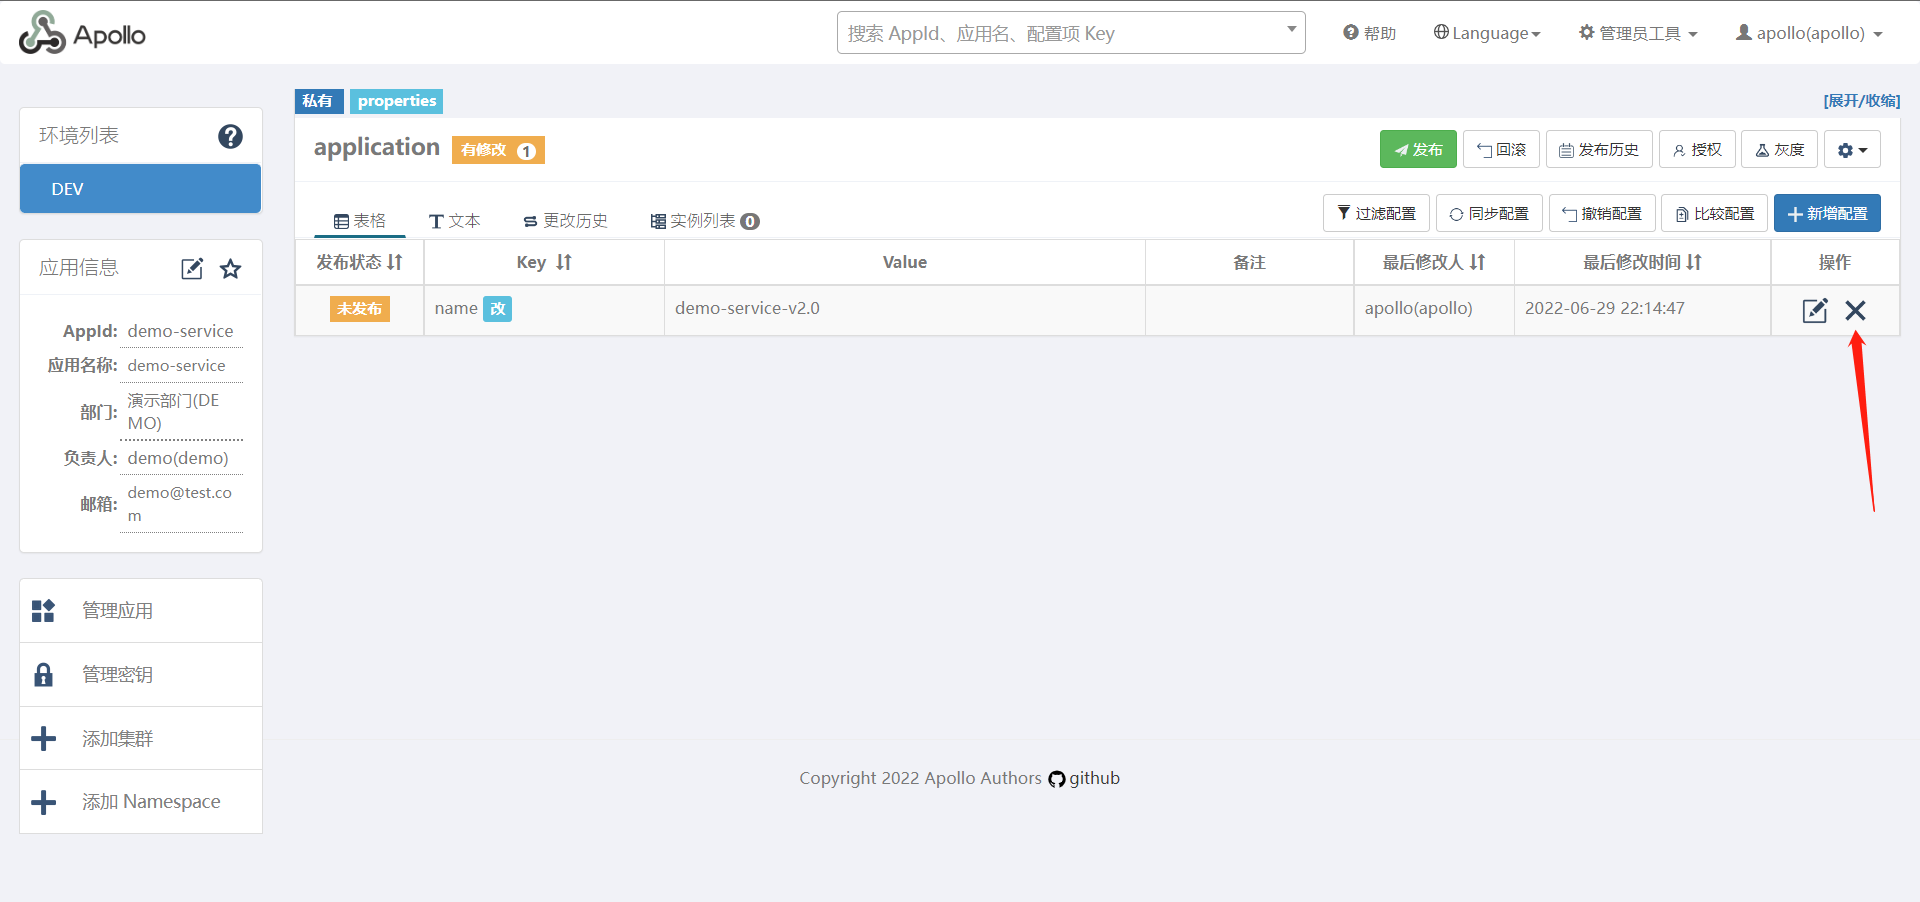 Apollo
搜索 AppId、应用名、配置项 Key
帮助
Language
管理员工具
apollo(apollo)
私有 properties
[展开/收缩]
环境列表
DEV
application 有修改 1
发布 回滚 发布历史 授权 灰度
表格 文本 更改历史 实例列表 0
过滤配置 同步配置 撤销配置 比较配置 新增配置
发布状态 Key Value 备注 最后修改人 最后修改时间 操作
未发布 name 改 demo-service-v2.0 apollo(apollo) 2022-06-29 22:14:47
应用信息
AppId: demo-service
应用名称: demo-service
部门: 演示部门(DE
MO)
负责人: demo(demo)
邮箱: demo@test.co
m
管理应用
管理密钥
添加集群
添加 Namespace
Copyright 2022 Apollo Authors github